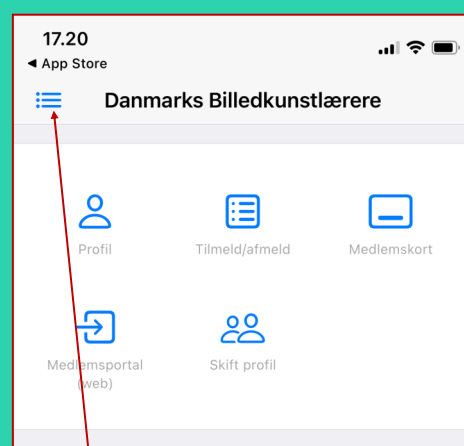 17.20
◀ App Store
Danmarks Billedkunstlærere
Profil
Tilmeld/afmeld
Medlemskort
Medlemsportal
(web)
Skift profil